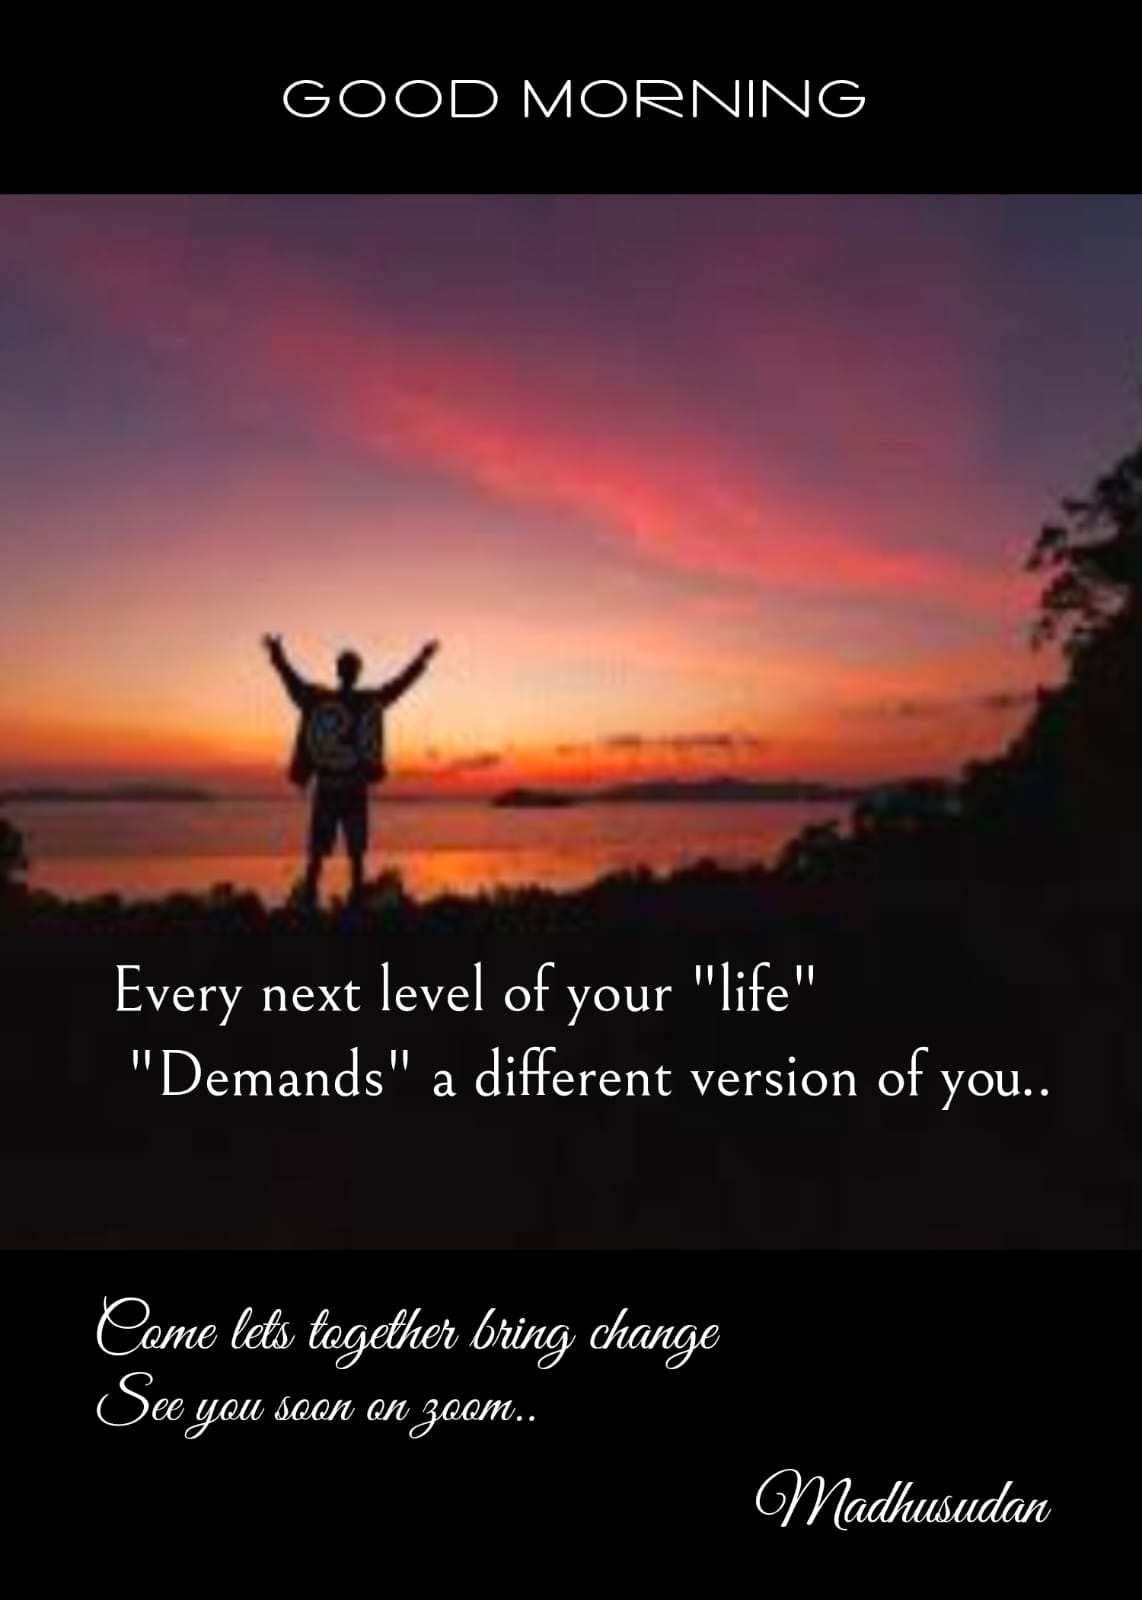 GOOD MORNING
Every next level of your "life"
"Demands" a different version of you..
Come lets together bring change
See you soon on zoom..
Madhusudan